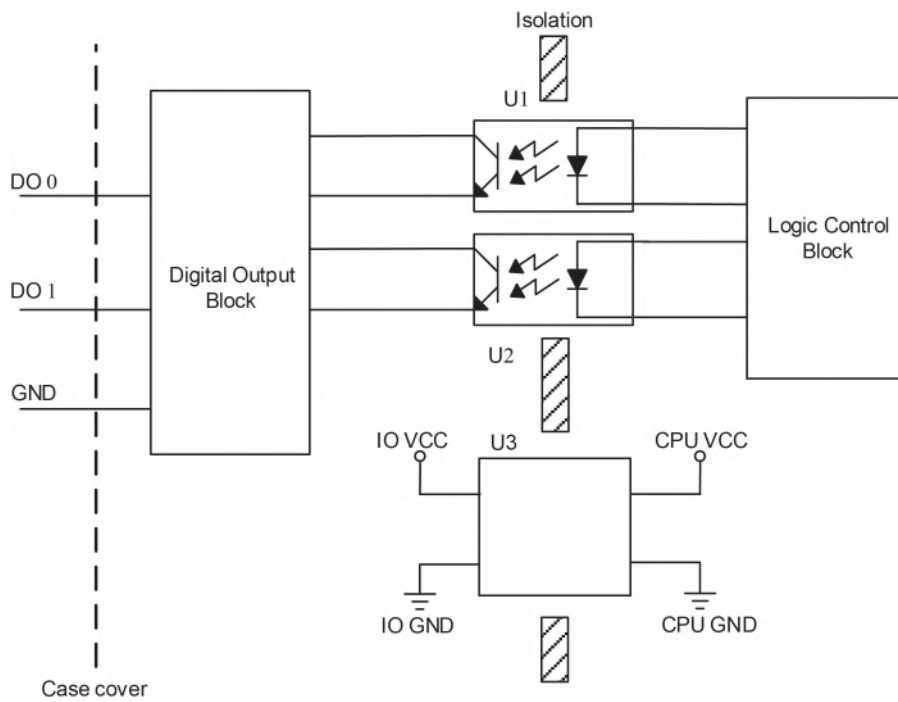 Isolation
U1
DO 0
Digital Output
Block
Logic Control
Block
DO 1
U2
GND
IO VCC
U3
CPU VCC
IO GND
CPU GND
Case cover